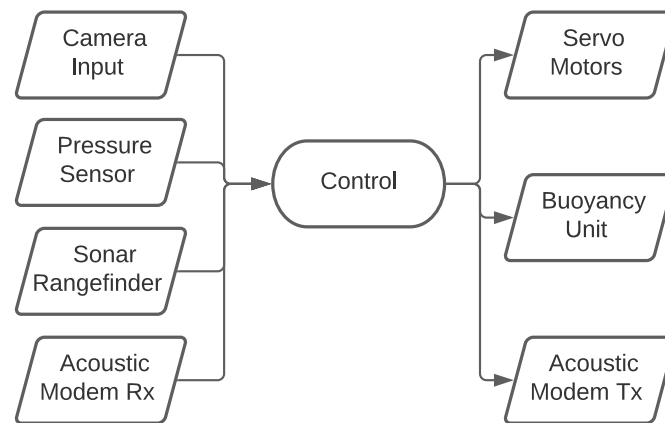 Camera
Input
Pressure
Sensor
Sonar
Rangefinder
Acoustic
Modem Rx
Control
Servo
Motors
Buoyancy
Unit
Acoustic
Modem Tx